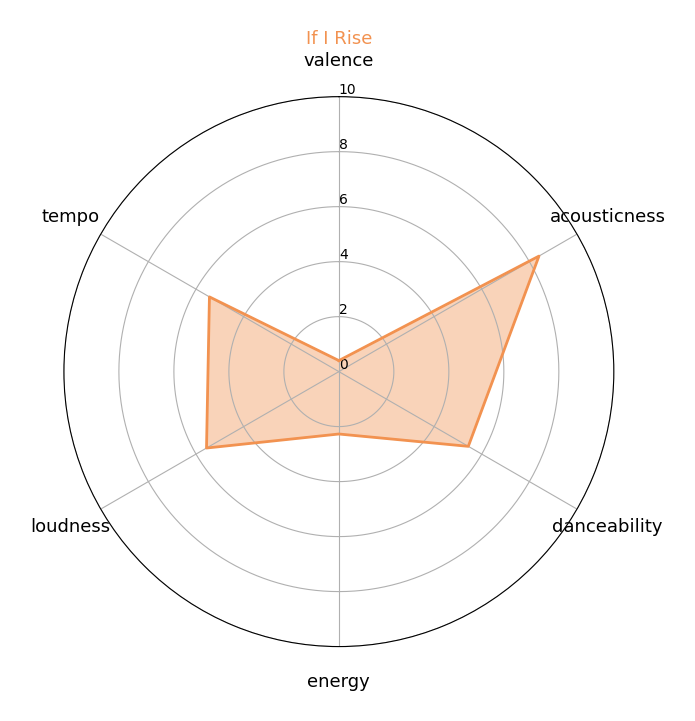 If I Rise
valence
10
8
6
4
2
0
tempo
acousticness
loudness
danceability
energy